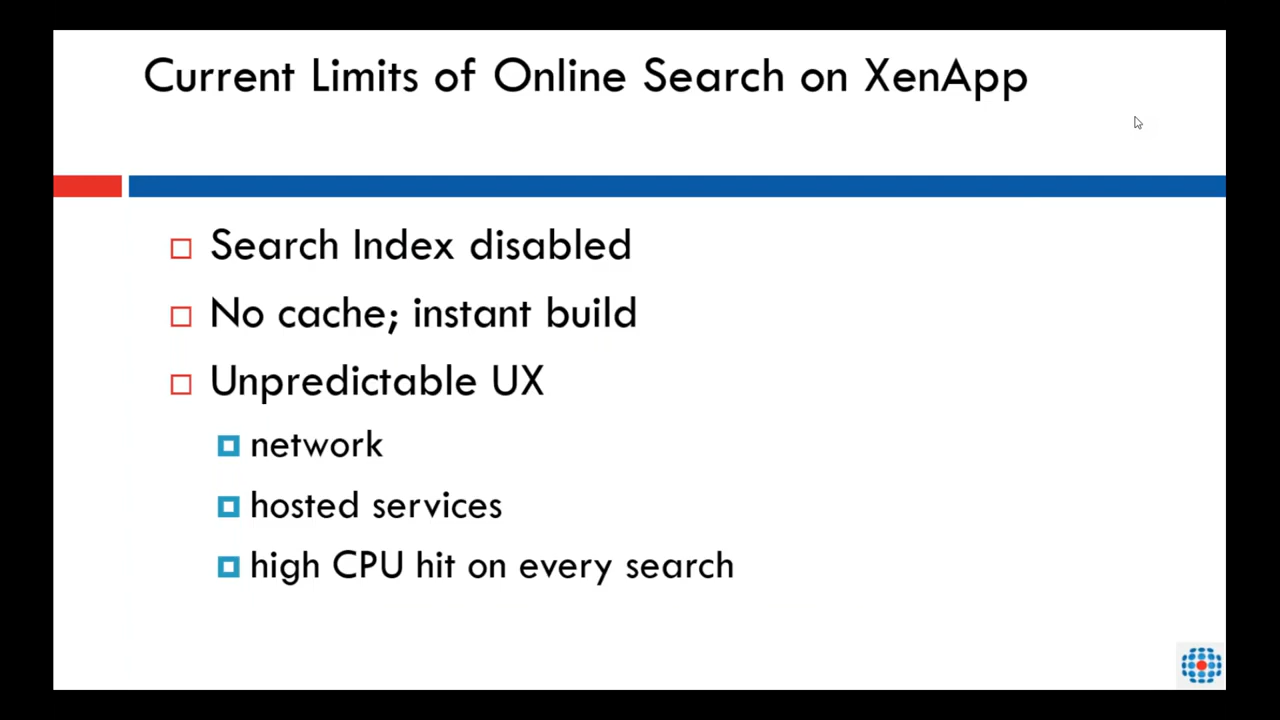 Current Limits of Online Search on XenApp
Search Index disabled
No cache; instant build
Unpredictable UX
network
hosted services
high CPU hit on every search